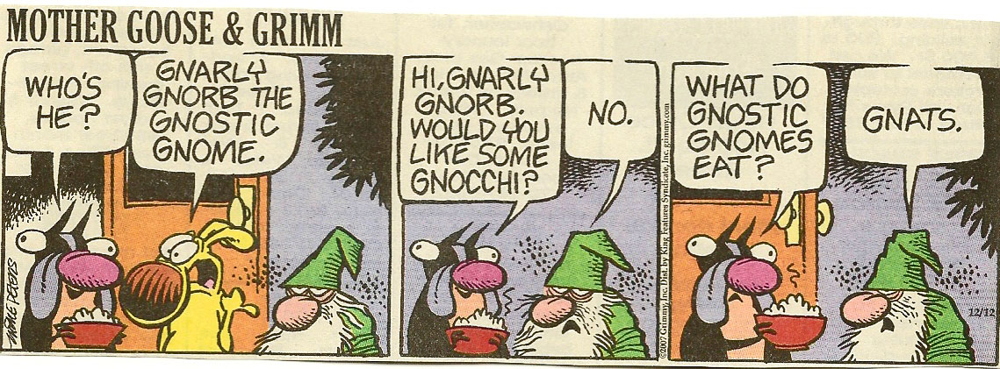 MOTHER GOOSE & GRIMM
WHO'S
HE?
GNARLY
GNORB THE
GNOSTIC
GNOME.
MIKE PETERS
HI, GNARLY
GNORB.
WOULD YOU
LIKE SOME
GNOCCHI?
NO.
©2007 Grimmy, Inc. Dist. by King Features Syndicate, Inc. grimmy.com
WHAT DO
GNOSTIC
GNOMES
EAT?
GNATS.
12/12